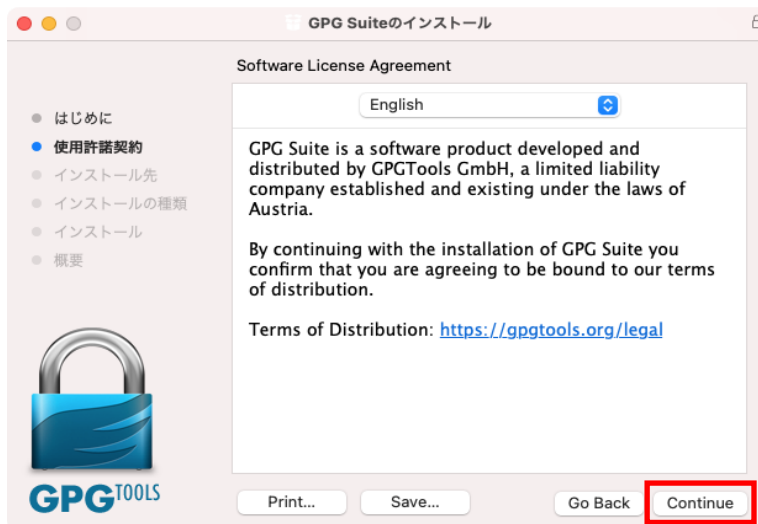 GPG Suiteのインストール
Software License Agreement
はじめに
使用許諾契約
インストール先
インストールの種類
インストール
概要
English
GPG Suite is a software product developed and
distributed by GPGTools GmbH, a limited liability
company established and existing under the laws of
Austria.
By continuing with the installation of GPG Suite you
confirm that you are agreeing to be bound to our terms
of distribution.
Terms of Distribution: https://gpgtools.org/legal
GPGTOOLS
Print...
Save...
Go Back
Continue